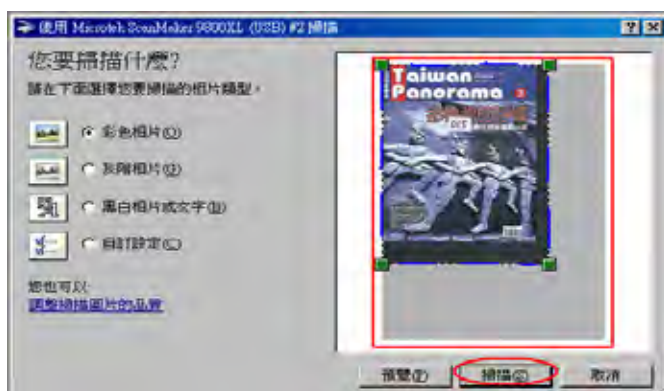 使用 Microtek ScanMaker 9800XL (USB) #2 掃描
您要掃描什麼?
請在下面選擇您要掃描的相片類型。
彩色相片(O)
灰階相片(G)
黑白相片或文字(B)
自訂設定(C)
您也可以:
調整掃描圖片的品質
Taiwan
Panorama
預覽(P)
掃描(S)
取消